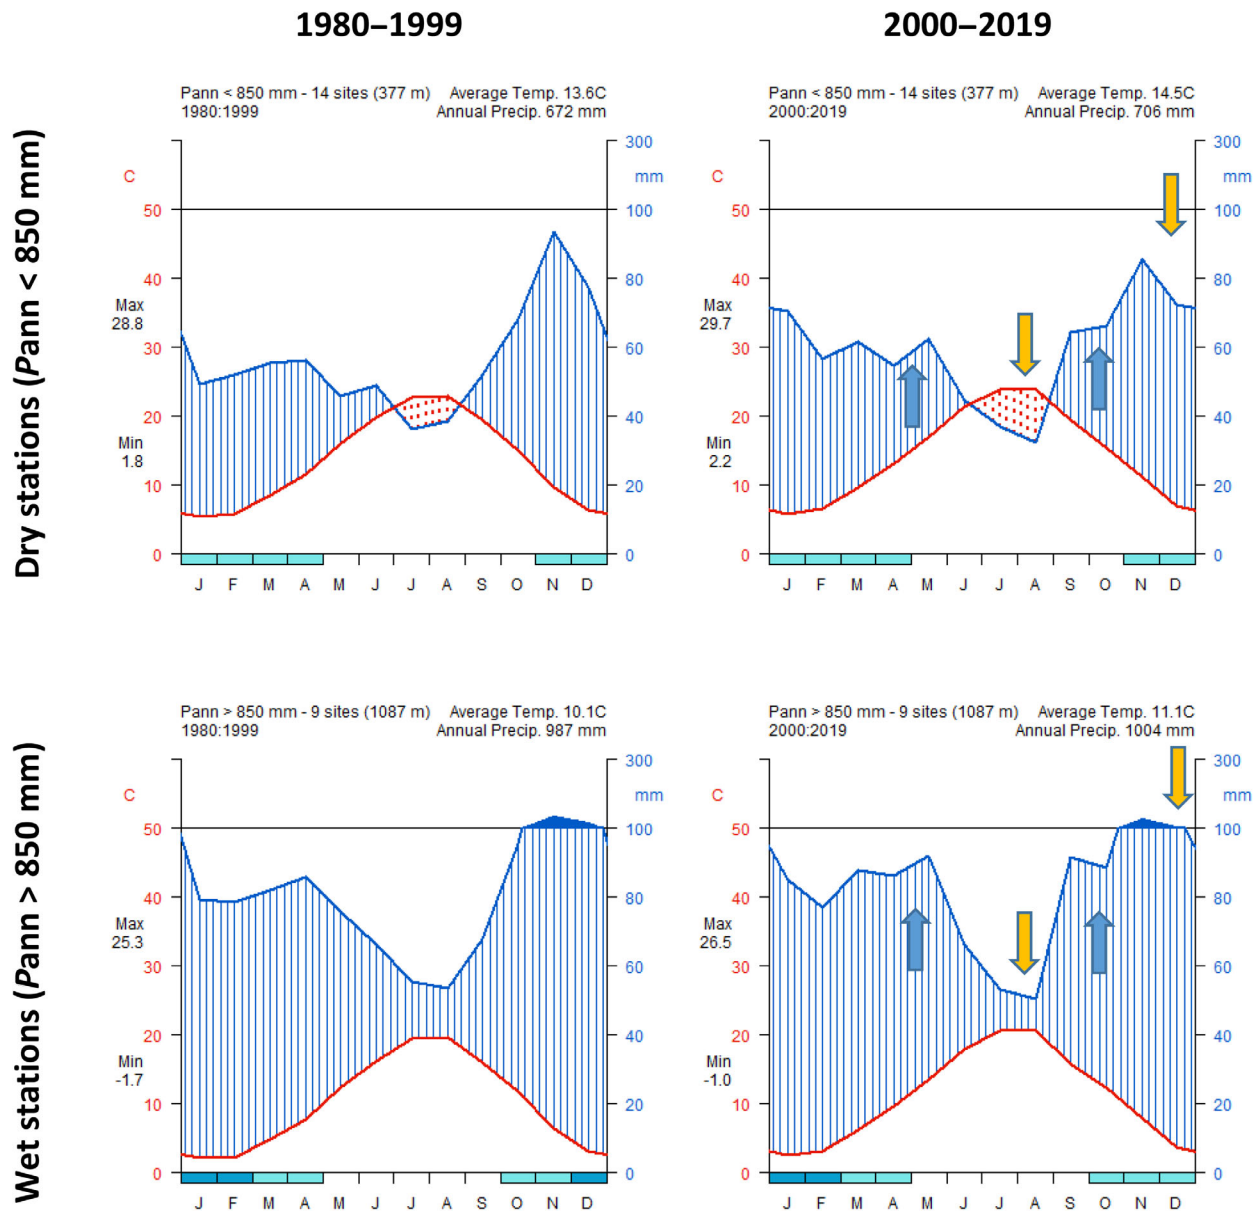 1980–1999
2000–2019
Dry stations (Pann < 850 mm)
Pann < 850 mm - 14 sites (377 m) Average Temp. 13.6C
1980:1999 Annual Precip. 672 mm
C
mm
300
50
100
40
80
Max
28.8
30
60
20
40
Min
1.8
10
20
0
0
J F M A M J J A S O N D
Pann < 850 mm - 14 sites (377 m) Average Temp. 14.5C
2000:2019 Annual Precip. 706 mm
300
C
mm
50
100
40
80
Max
29.7
30
60
20
40
Min
2.2
10
20
0
0
J F M A M J J A S O N D
Wet stations (Pann > 850 mm)
Pann > 850 mm - 9 sites (1087 m) Average Temp. 10.1C
1980:1999 Annual Precip. 987 mm
300
C
mm
50
100
40
80
Max
25.3
30
60
20
40
Min
-1.7
10
20
0
0
J F M A M J J A S O N D
Pann > 850 mm - 9 sites (1087 m) Average Temp. 11.1C
2000:2019 Annual Precip. 1004 mm
300
C
mm
50
100
40
80
Max
26.5
30
60
20
40
Min
-1.0
10
20
0
0
J F M A M J J A S O N D